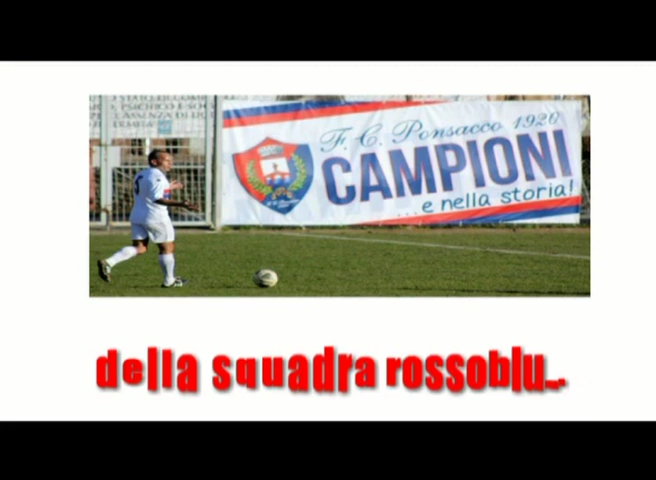 F. C. Ponsacco 1920
CAMPIONI
... e nella storia!
della squadra rossoblu...